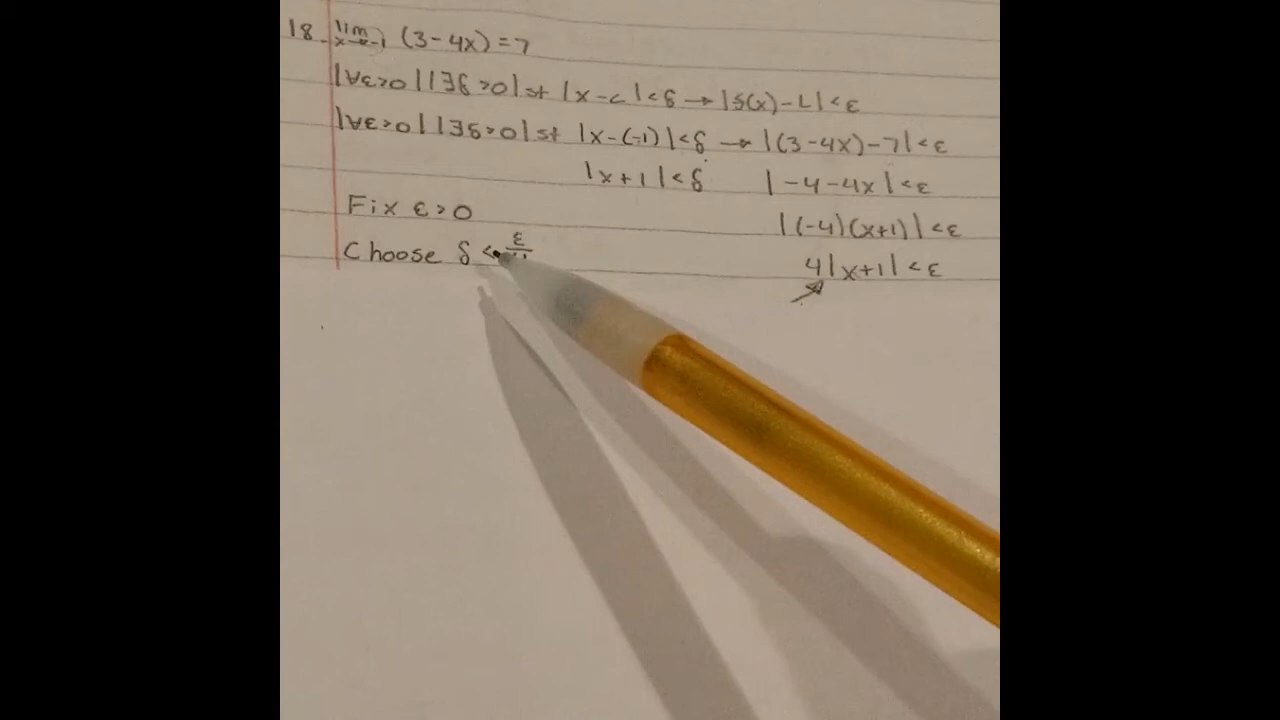 18. lim x→-1 (3-4x)=7
|∀ε>0||∃δ>0|st |x-c|<δ → |f(x)-L|<ε
|∀ε>0||∃δ>0|st |x-(-1)|<δ → |(3-4x)-7|<ε
|x+1|<δ |-4-4x|<ε
Fix ε>0 |(-4)(x+1)|<ε
Choose δ < ε 4|x+1|<ε